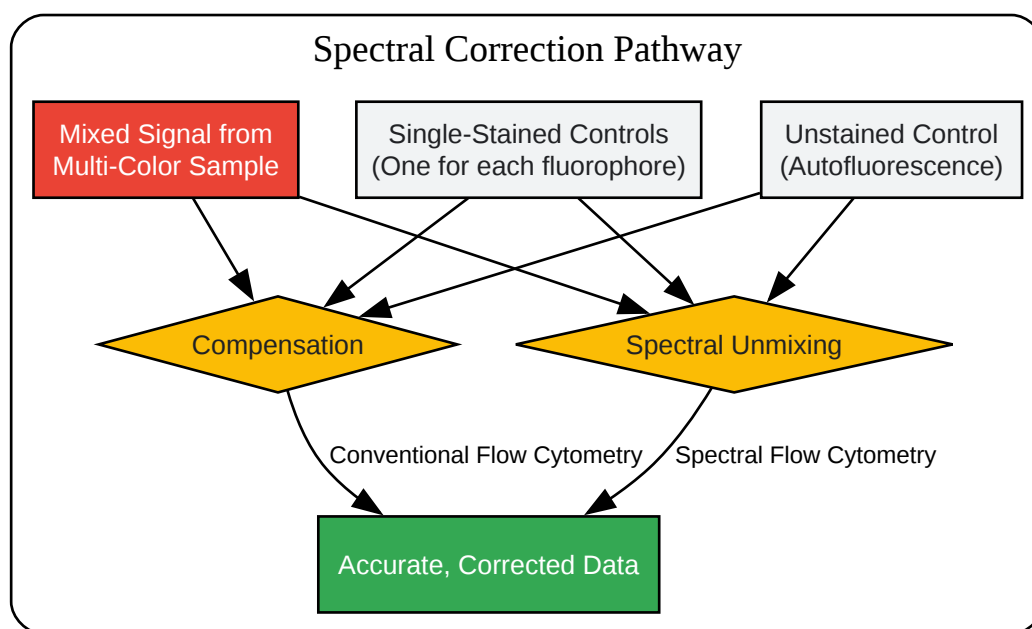 Spectral Correction Pathway
Mixed Signal from
Multi-Color Sample
Single-Stained Controls
(One for each fluorophore)
Unstained Control
(Autofluorescence)
Compensation
Spectral Unmixing
Conventional Flow Cytometry
Spectral Flow Cytometry
Accurate, Corrected Data